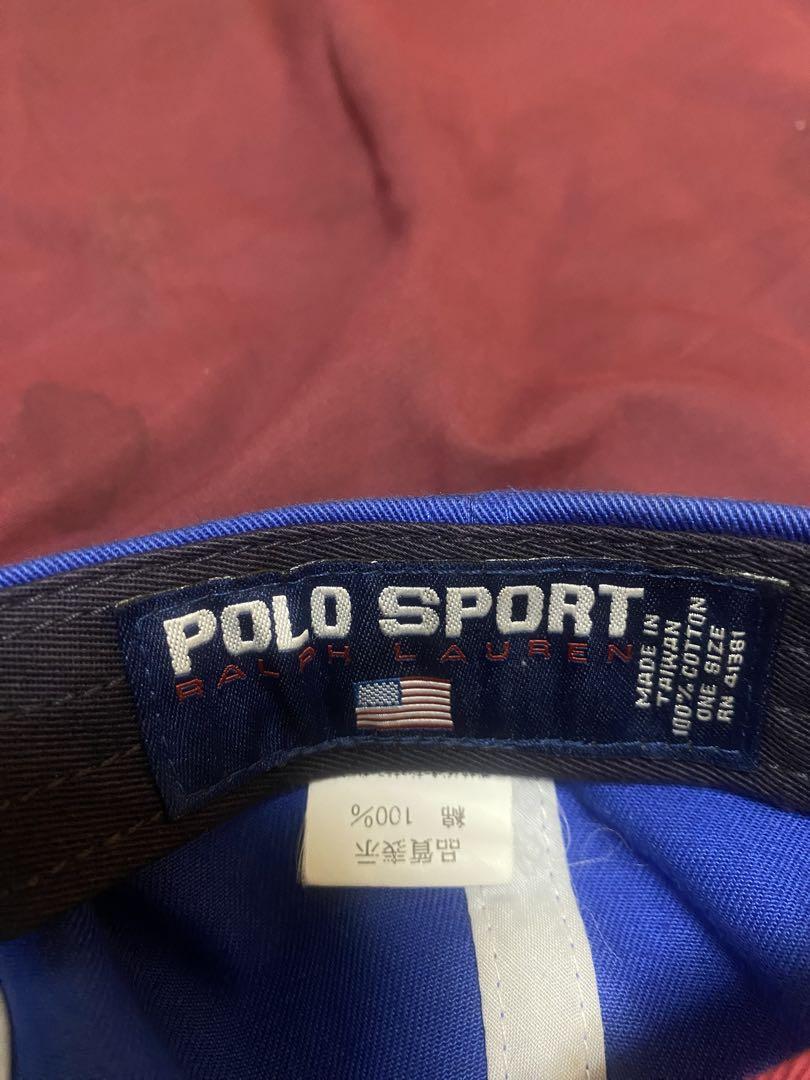 POLO SPORT
RALPH LAUREN
MADE IN
TAIWAN
100% COTTON
ONE SIZE
RN 41381
品質表示
綿 100%